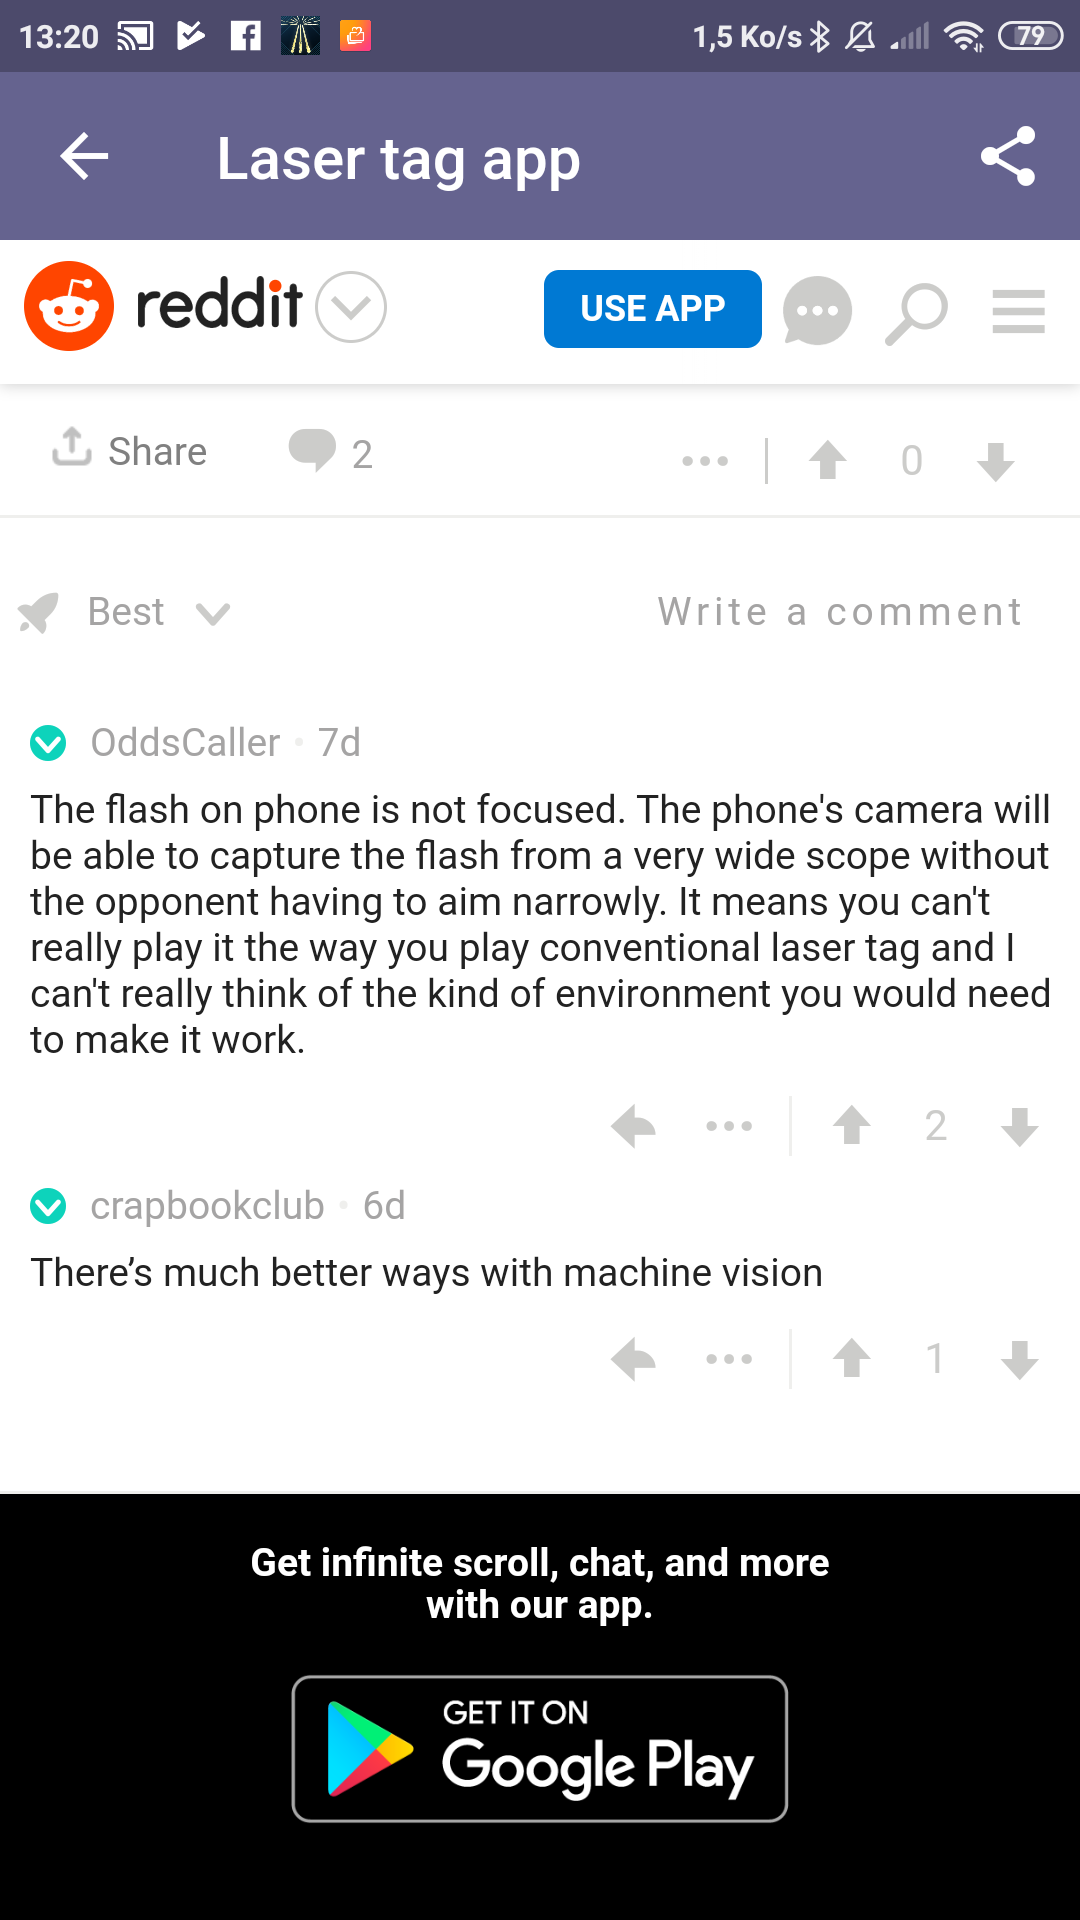 13:20 1,5 Ko/s 79
Laser tag app
reddit USE APP
Share 2 0
Best Write a comment
OddsCaller • 7d
The flash on phone is not focused. The phone's camera will
be able to capture the flash from a very wide scope without
the opponent having to aim narrowly. It means you can't
really play it the way you play conventional laser tag and I
can't really think of the kind of environment you would need
to make it work.
2
crapbookclub • 6d
There’s much better ways with machine vision
1
Get infinite scroll, chat, and more
with our app.
GET IT ON
Google Play